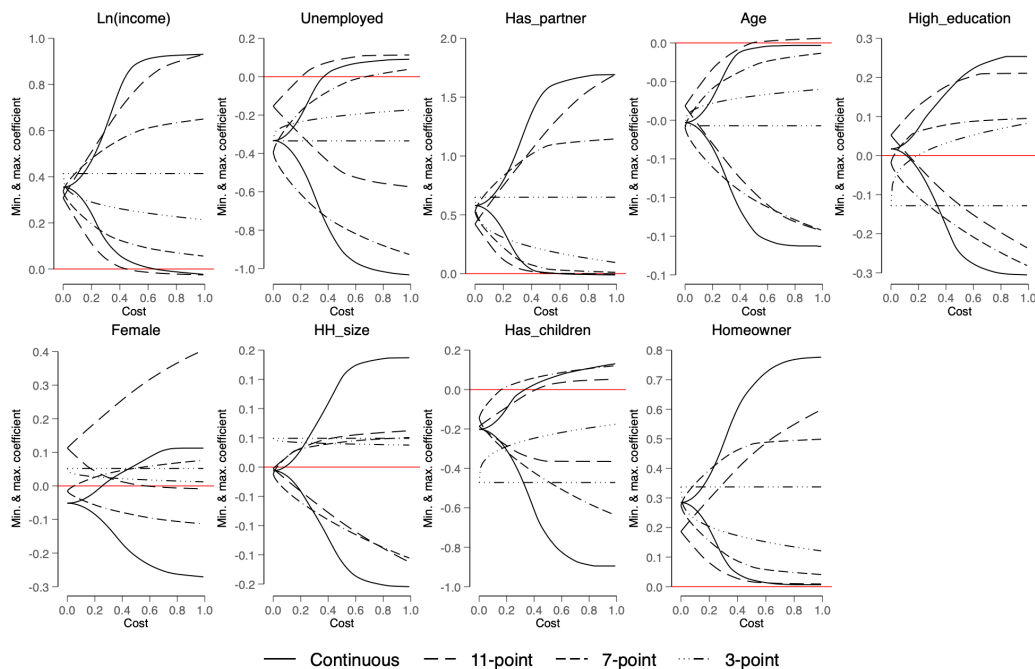 Ln(income)
Min. & max. coefficient
1.0
0.8
0.6
0.4
0.2
0.0
0.0 0.2 0.4 0.6 0.8 1.0
Cost
Unemployed
Min. & max. coefficient
0.2
0.0
-0.2
-0.4
-0.6
-0.8
-1.0
0.0 0.2 0.4 0.6 0.8 1.0
Cost
Has_partner
Min. & max. coefficient
2.0
1.5
1.0
0.5
0.0
0.0 0.2 0.4 0.6 0.8 1.0
Cost
Age
Min. & max. coefficient
0.0
-0.0
-0.0
-0.1
-0.1
-0.1
-0.1
0.0 0.2 0.4 0.6 0.8 1.0
Cost
High_education
Min. & max. coefficient
0.3
0.2
0.1
0.0
-0.1
-0.2
-0.3
0.0 0.2 0.4 0.6 0.8 1.0
Cost
Female
Min. & max. coefficient
0.4
0.3
0.2
0.1
0.0
-0.1
-0.2
-0.3
0.0 0.2 0.4 0.6 0.8 1.0
Cost
HH_size
Min. & max. coefficient
0.2
0.1
0.1
0.0
-0.1
-0.1
-0.2
0.0 0.2 0.4 0.6 0.8 1.0
Cost
Has_children
Min. & max. coefficient
0.2
0.0
-0.2
-0.4
-0.6
-0.8
-1.0
0.0 0.2 0.4 0.6 0.8 1.0
Cost
Homeowner
Min. & max. coefficient
0.8
0.7
0.6
0.5
0.4
0.3
0.2
0.1
0.0
0.0 0.2 0.4 0.6 0.8 1.0
Cost
Continuous 11-point 7-point 3-point